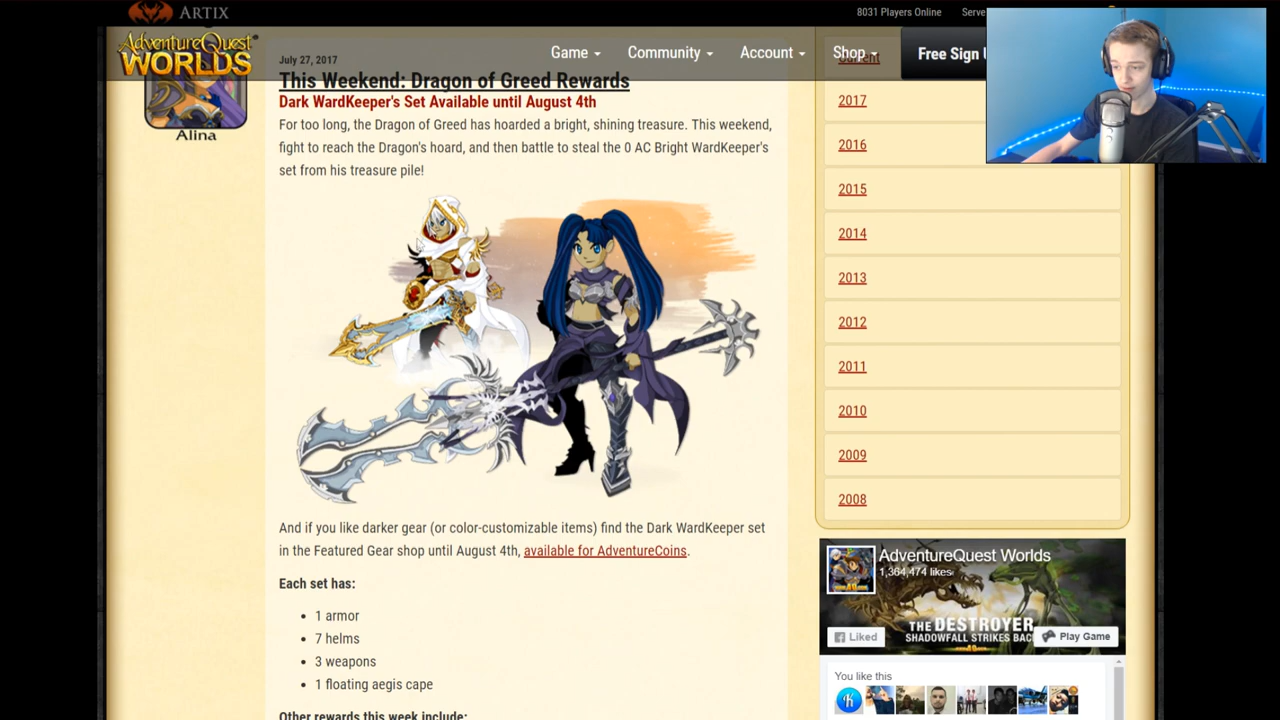 ARTIX
8031 Players Online
AdventureQuest
WORLDS
Game
Community
Account
Shop
Free Sign
Alina
July 27, 2017
This Weekend: Dragon of Greed Rewards
Dark WardKeeper's Set Available until August 4th
For too long, the Dragon of Greed has hoarded a bright, shining treasure. This weekend,
fight to reach the Dragon's hoard, and then battle to steal the 0 AC Bright WardKeeper's
set from his treasure pile!
And if you like darker gear (or color-customizable items) find the Dark WardKeeper set
in the Featured Gear shop until August 4th, available for AdventureCoins.
Each set has:
• 1 armor
• 7 helms
• 3 weapons
• 1 floating aegis cape
Other rewards this week include:
Current
2017
2016
2015
2014
2013
2012
2011
2010
2009
2008
AdventureQuest Worlds
1,364,474 likes
THE DESTROYER
SHADOWFALL STRIKES BAC
Liked
Play Game
You like this